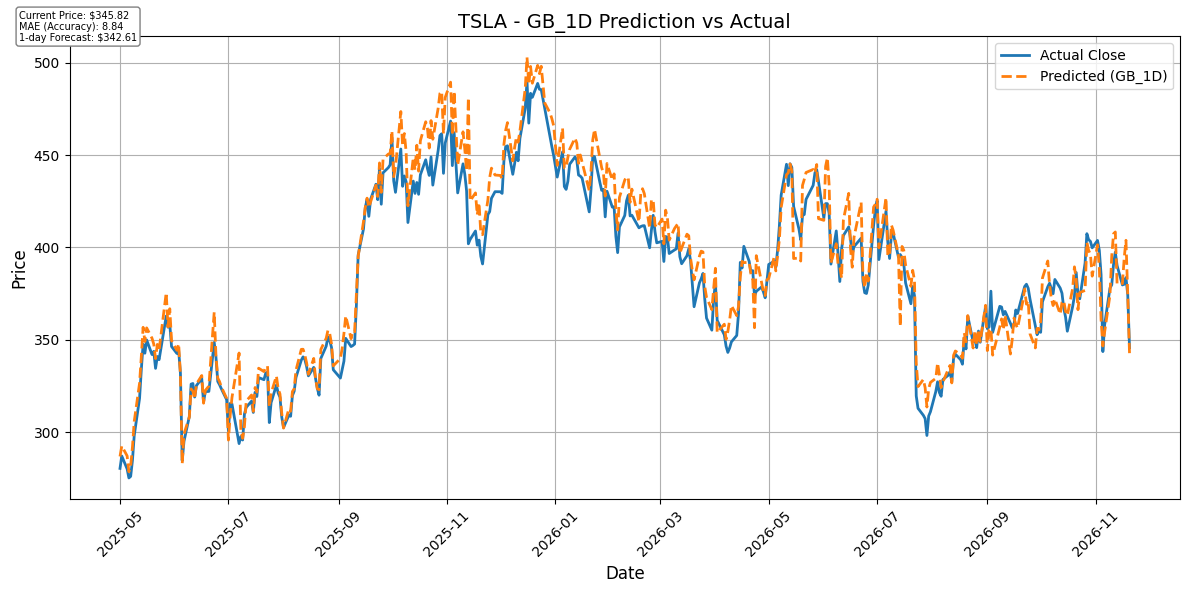 Current Price: $345.82
MAE (Accuracy): 8.84
1-day Forecast: $342.61
TSLA - GB_1D Prediction vs Actual
Actual Close
Predicted (GB_1D)
Price
500
450
400
350
300
2025-05
2025-07
2025-09
2025-11
2026-01
2026-03
2026-05
2026-07
2026-09
2026-11
Date